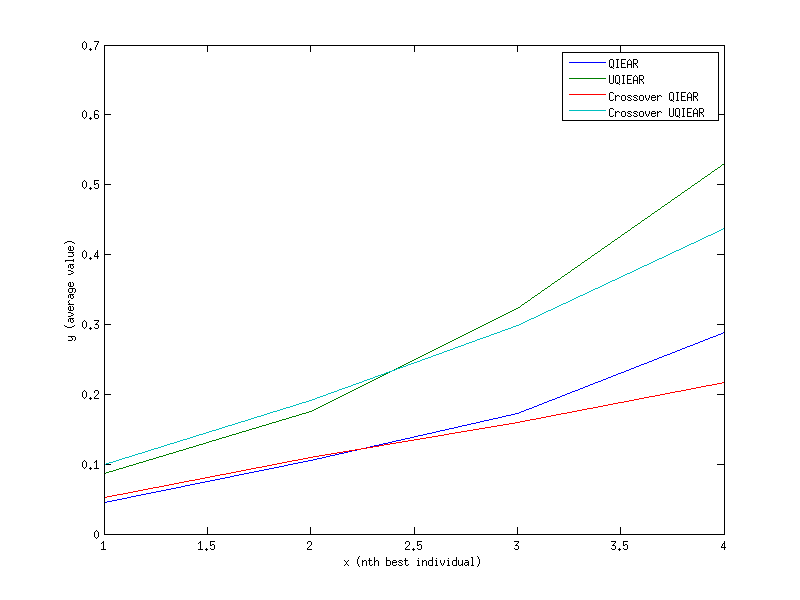 0.7
0.6
0.5
0.4
0.3
0.2
0.1
0
y (average value)
1
1.5
2
2.5
3
3.5
4
x (nth best individual)
QIEAR
UQIEAR
Crossover QIEAR
Crossover UQIEAR